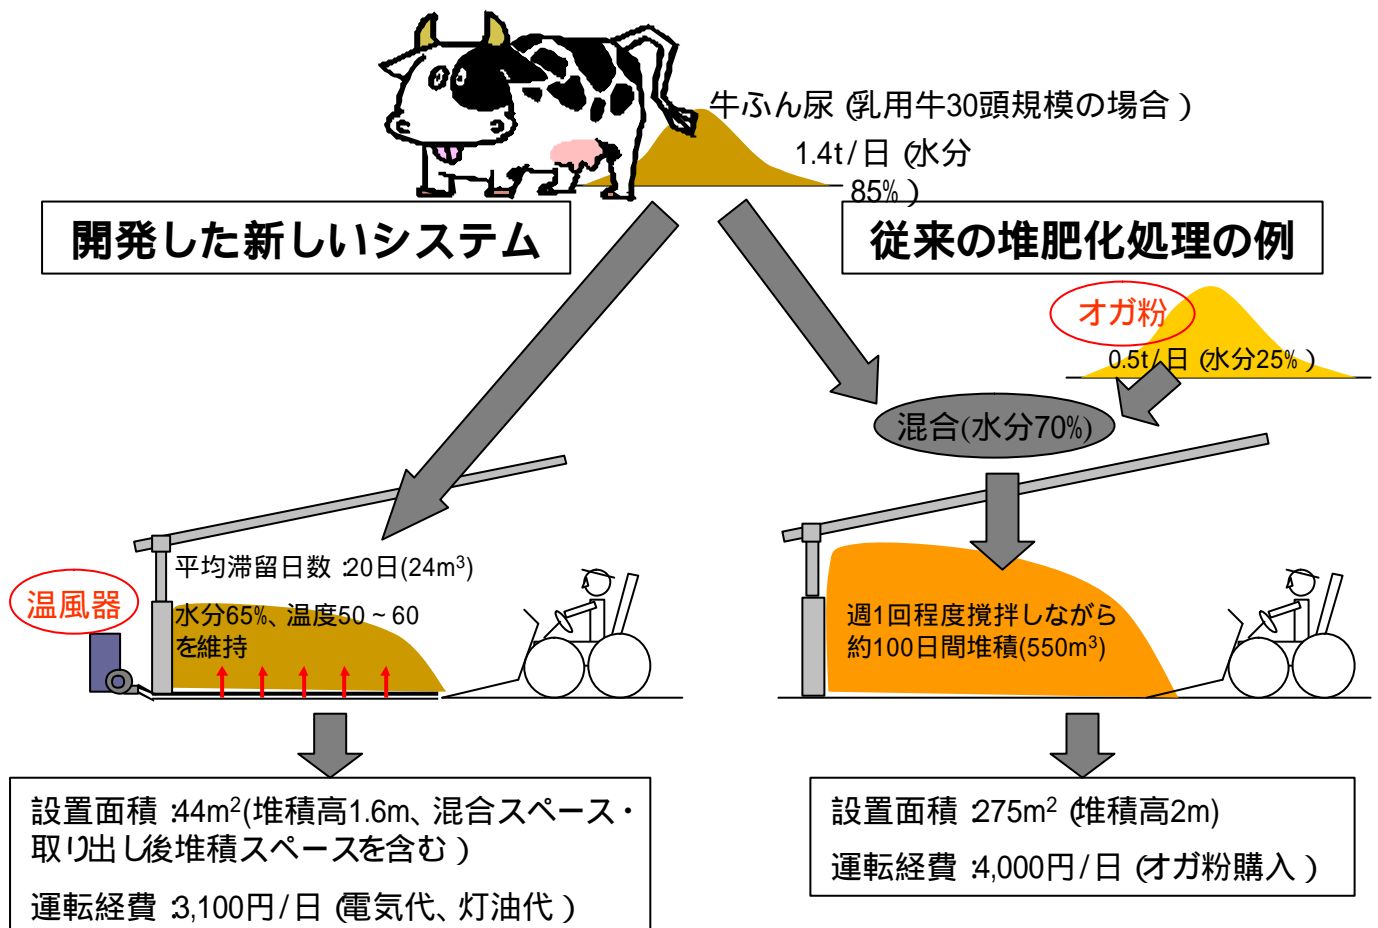 牛ふん尿（乳用牛30頭規模の場合）
1.4t/日（水分
85%）
開発した新しいシステム
従来の堆肥化処理の例
オガ粉
0.5t/日（水分25%）
混合(水分70%)
平均滞留日数：20日(24m³)
温風器
水分65%、温度50～60
を維持
週1回程度撹拌しながら
約100日間堆積(550m³)
設置面積：44m²(堆積高1.6m、混合スペース・
取り出し後堆積スペースを含む）
運転経費：3,100円/日（電気代、灯油代）
設置面積：275m²（堆積高2m)
運転経費：4,000円/日（オガ粉購入）